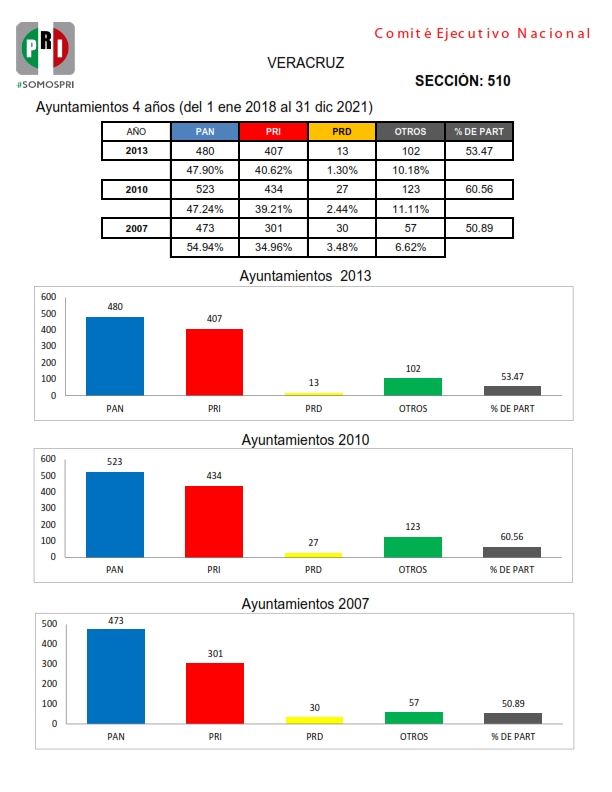 Comité Ejecutivo Nacional
PRI
#SOMOSPRI
VERACRUZ
SECCIÓN: 510
Ayuntamientos 4 años (del 1 ene 2018 al 31 dic 2021)
AÑO PAN PRI PRD OTROS % DE PART
2013 480 407 13 102 53.47
47.90% 40.62% 1.30% 10.18%
2010 523 434 27 123 60.56
47.24% 39.21% 2.44% 11.11%
2007 473 301 30 57 50.89
54.94% 34.96% 3.48% 6.62%
Ayuntamientos 2013
600
500
400
300
200
100
0
480 407 13 102 53.47
PAN PRI PRD OTROS % DE PART
Ayuntamientos 2010
600
500
400
300
200
100
0
523 434 27 123 60.56
PAN PRI PRD OTROS % DE PART
Ayuntamientos 2007
500
400
300
200
100
0
473 301 30 57 50.89
PAN PRI PRD OTROS % DE PART